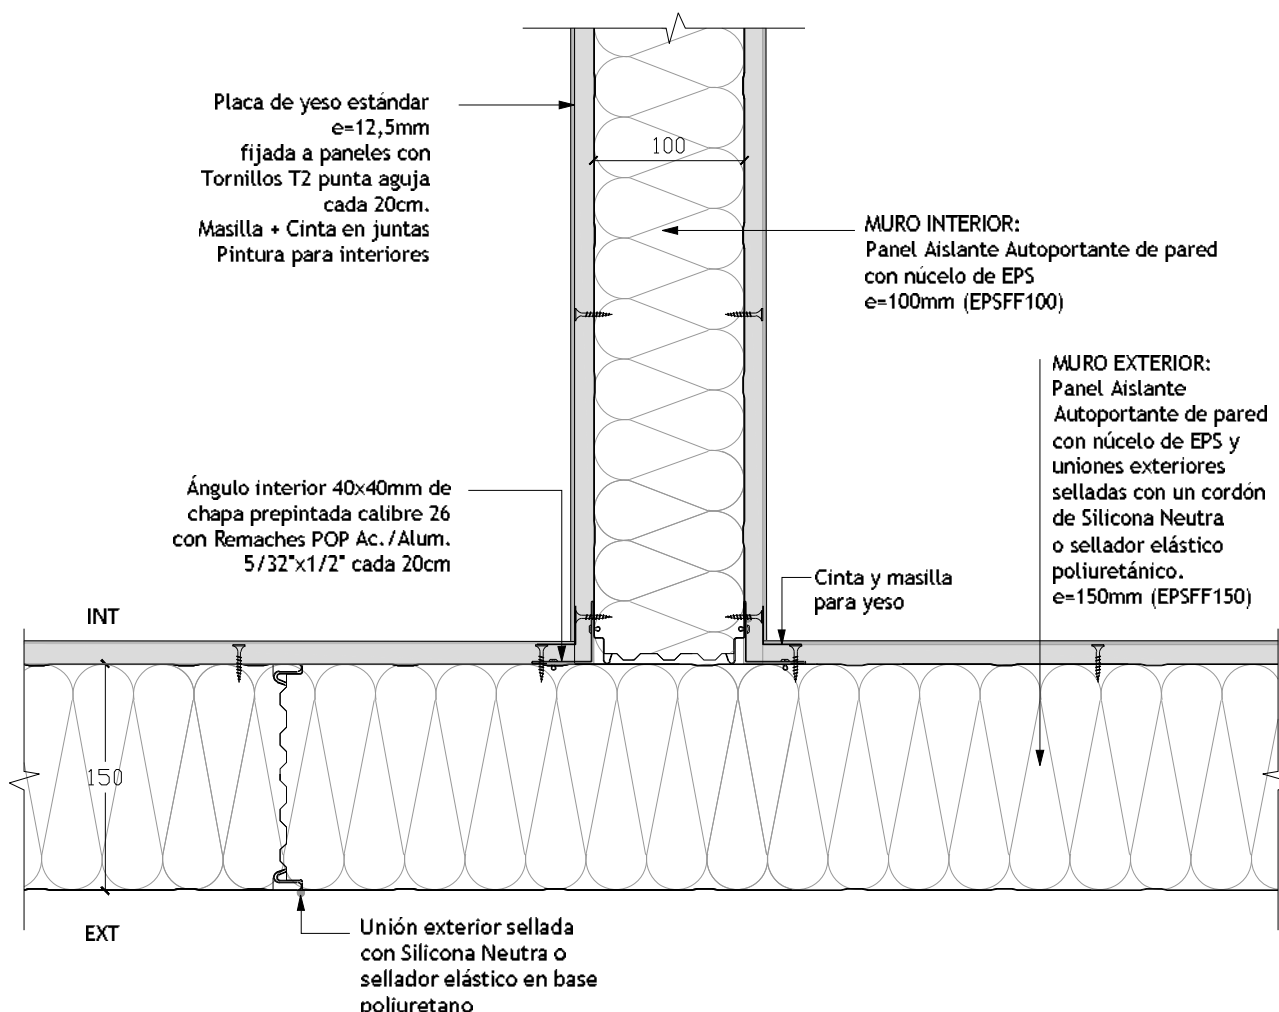 Placa de yeso estándar
e=12,5mm
fijada a paneles con
Tornillos T2 punta aguja
cada 20cm.
Masilla + Cinta en juntas
Pintura para interiores
100
MURO INTERIOR:
Panel Aislante Autoportante de pared
con núcelo de EPS
e=100mm (EPSFF100)
MURO EXTERIOR:
Panel Aislante
Autoportante de pared
con núcelo de EPS y
uniones exteriores
selladas con un cordón
de Silicona Neutra
o sellador elástico
poliuretánico.
e=150mm (EPSFF150)
Ángulo interior 40x40mm de
chapa prepintada calibre 26
con Remaches POP Ac./Alum.
5/32"x1/2" cada 20cm
Cinta y masilla
para yeso
INT
150
EXT
Unión exterior sellada
con Silicona Neutra o
sellador elástico en base
poliuretano